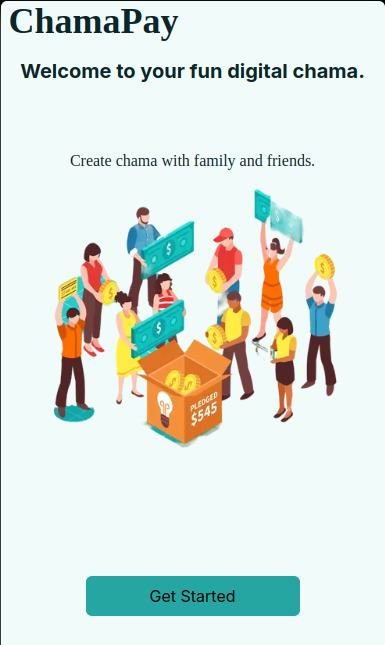 ChamaPay
Welcome to your fun digital chama.
Create chama with family and friends.
$
$
$
$
$
$
$
PLEDGED
$545
Get Started